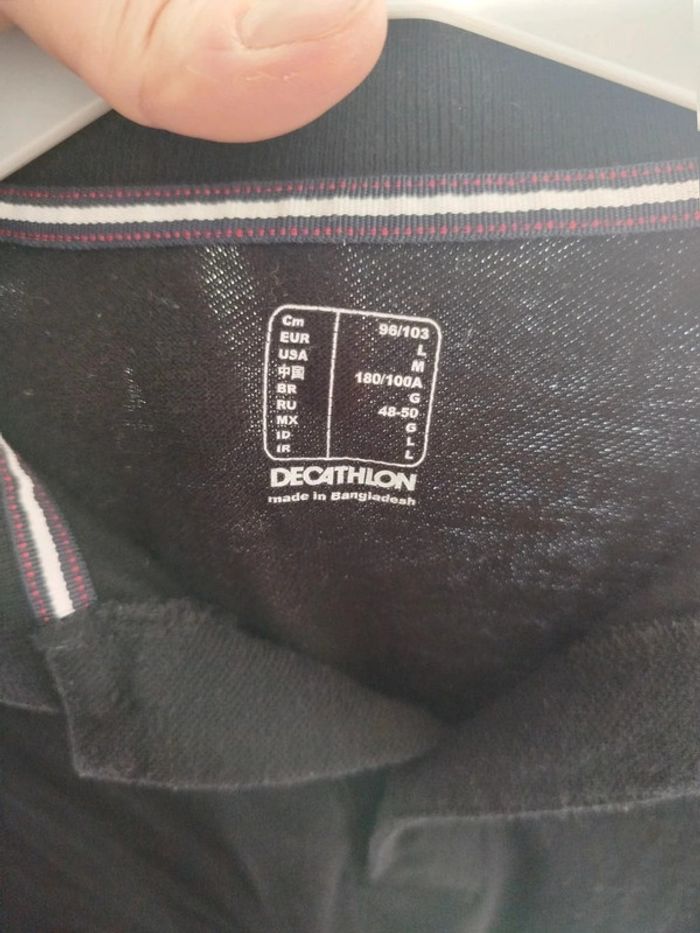 Cm 96/103
EUR L
USA M
中国 180/100A
BR G
RU 48-50
MX G
ID L
IR L
DECATHLON
made in Bangladesh